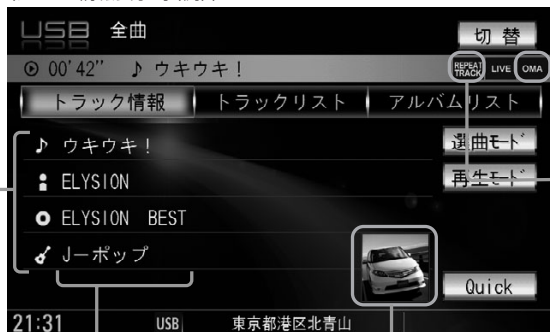 USB 全曲 切替
00'42" ♪ ウキウキ! REPEAT TRACK LIVE OMA
トラック情報 トラックリスト アルバムリスト
♪ ウキウキ! 選曲モード
ELYSION 再生モード
ELYSION BEST
Jーポップ
Quick
21:31 USB 東京都港区北青山